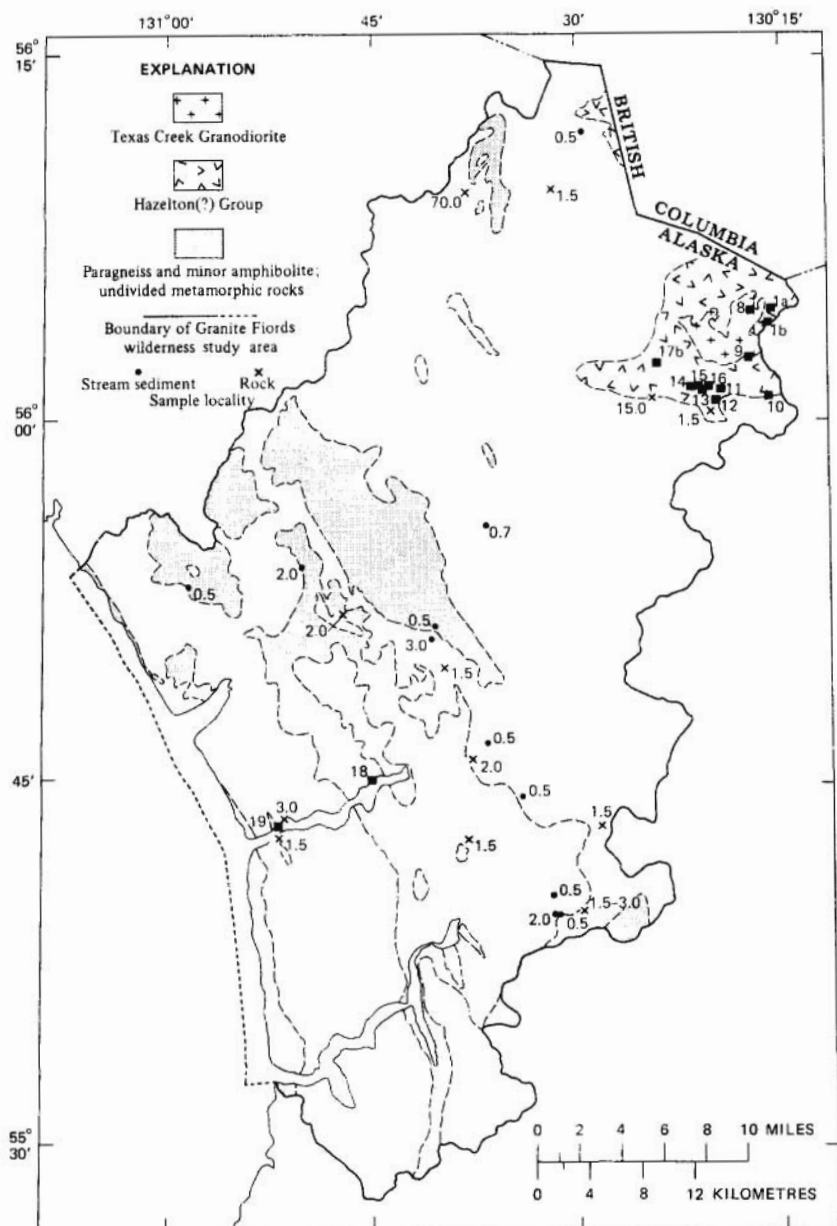 131° 00′ 45′ 30′ 130° 15′
56°
15′
EXPLANATION
Texas Creek Granodiorite
Hazelton(?) Group
Paragneiss and minor amphibolite;
undivided metamorphic rocks
Boundary of Granite Fiords
wilderness study area
Stream sediment Rock
Sample locality
BRITISH
COLUMBIA
ALASKA
0.5
70.0
1.5
8
1a
1b
9
17b
14 15 16
11
13 12
10
15.0
1.5
56°
00′
0.7
2.0
0.5
2.0
0.5
3.0
1.5
0.5
2.0
45′
18
0.5
1.5
3.0
19
1.5
1.5
0.5
1.5-3.0
2.0
0.5
55°
30′
0 2 4 6 8 10 MILES
0 4 8 12 KILOMETRES